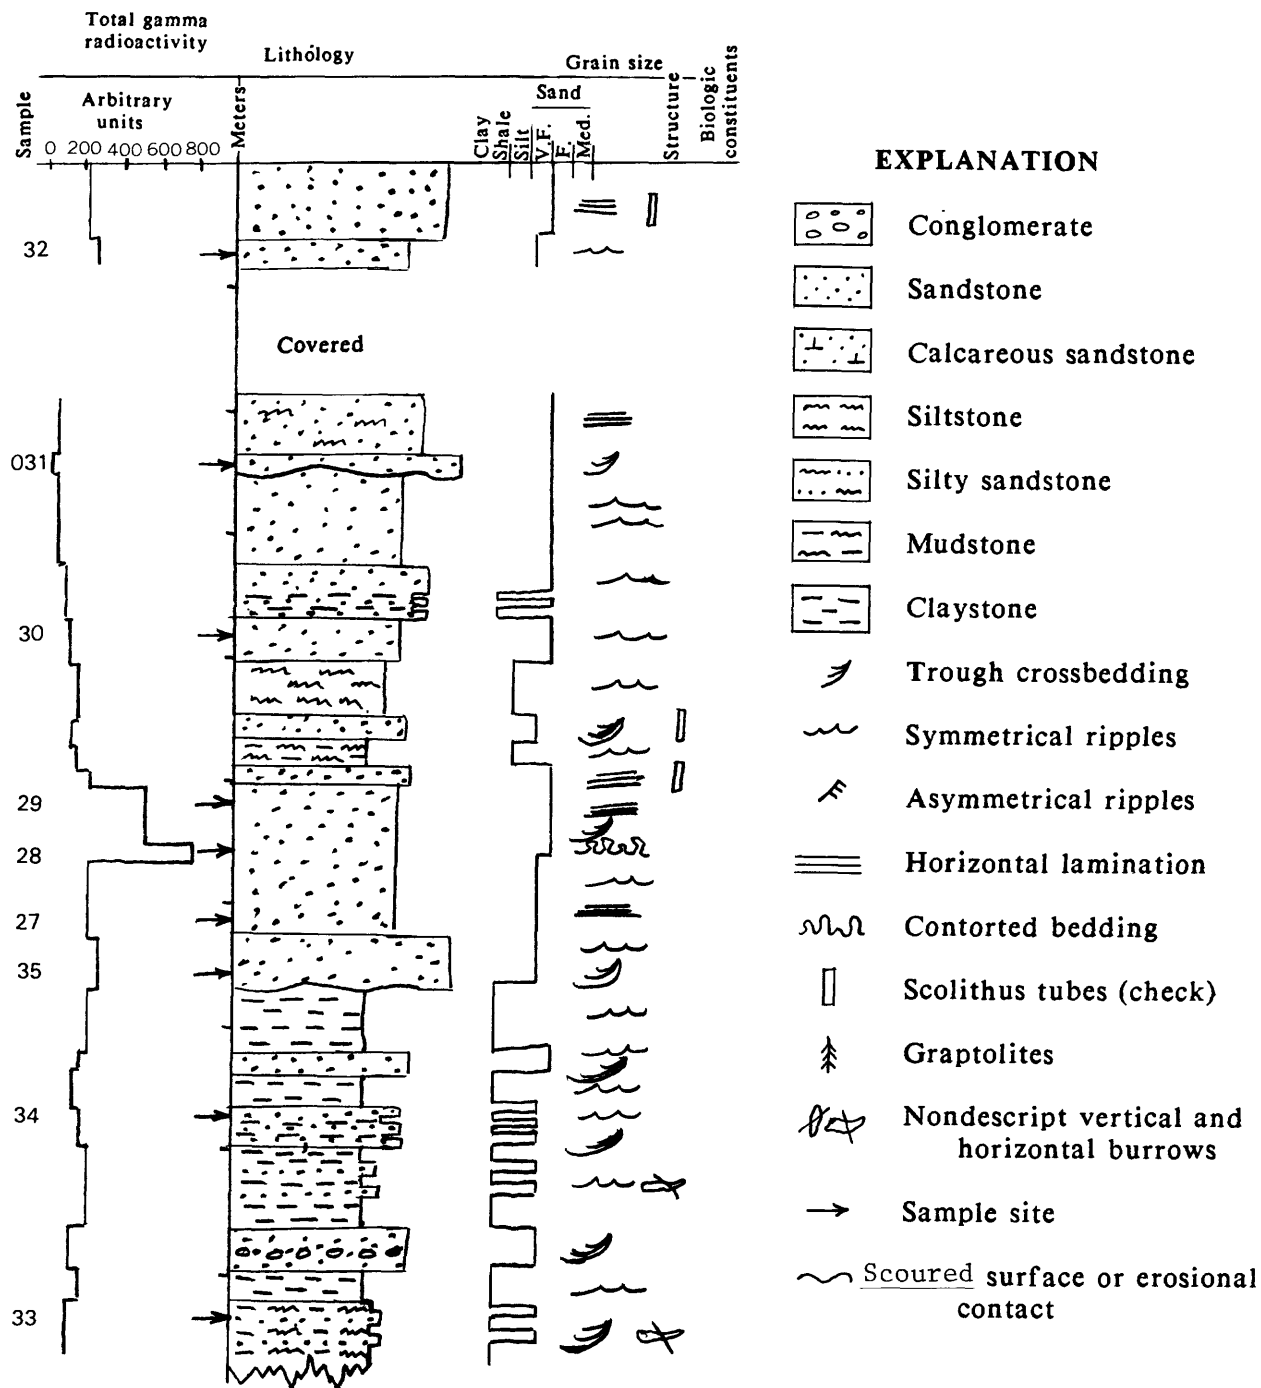 Total gamma
radioactivity
Lithology
Grain size
Sample
Arbitrary
units
0 200 400 600 800
Meters
Clay
Shale
Silt
Sand
V.F.
F.
Med.
Structure
Biologic
constituents
32
Covered
031
30
29
28
27
35
34
33
EXPLANATION
Conglomerate
Sandstone
Calcareous sandstone
Siltstone
Silty sandstone
Mudstone
Claystone
Trough crossbedding
Symmetrical ripples
Asymmetrical ripples
Horizontal lamination
Contorted bedding
Scolithus tubes (check)
Graptolites
Nondescript vertical and
horizontal burrows
Sample site
Scoured surface or erosional
contact